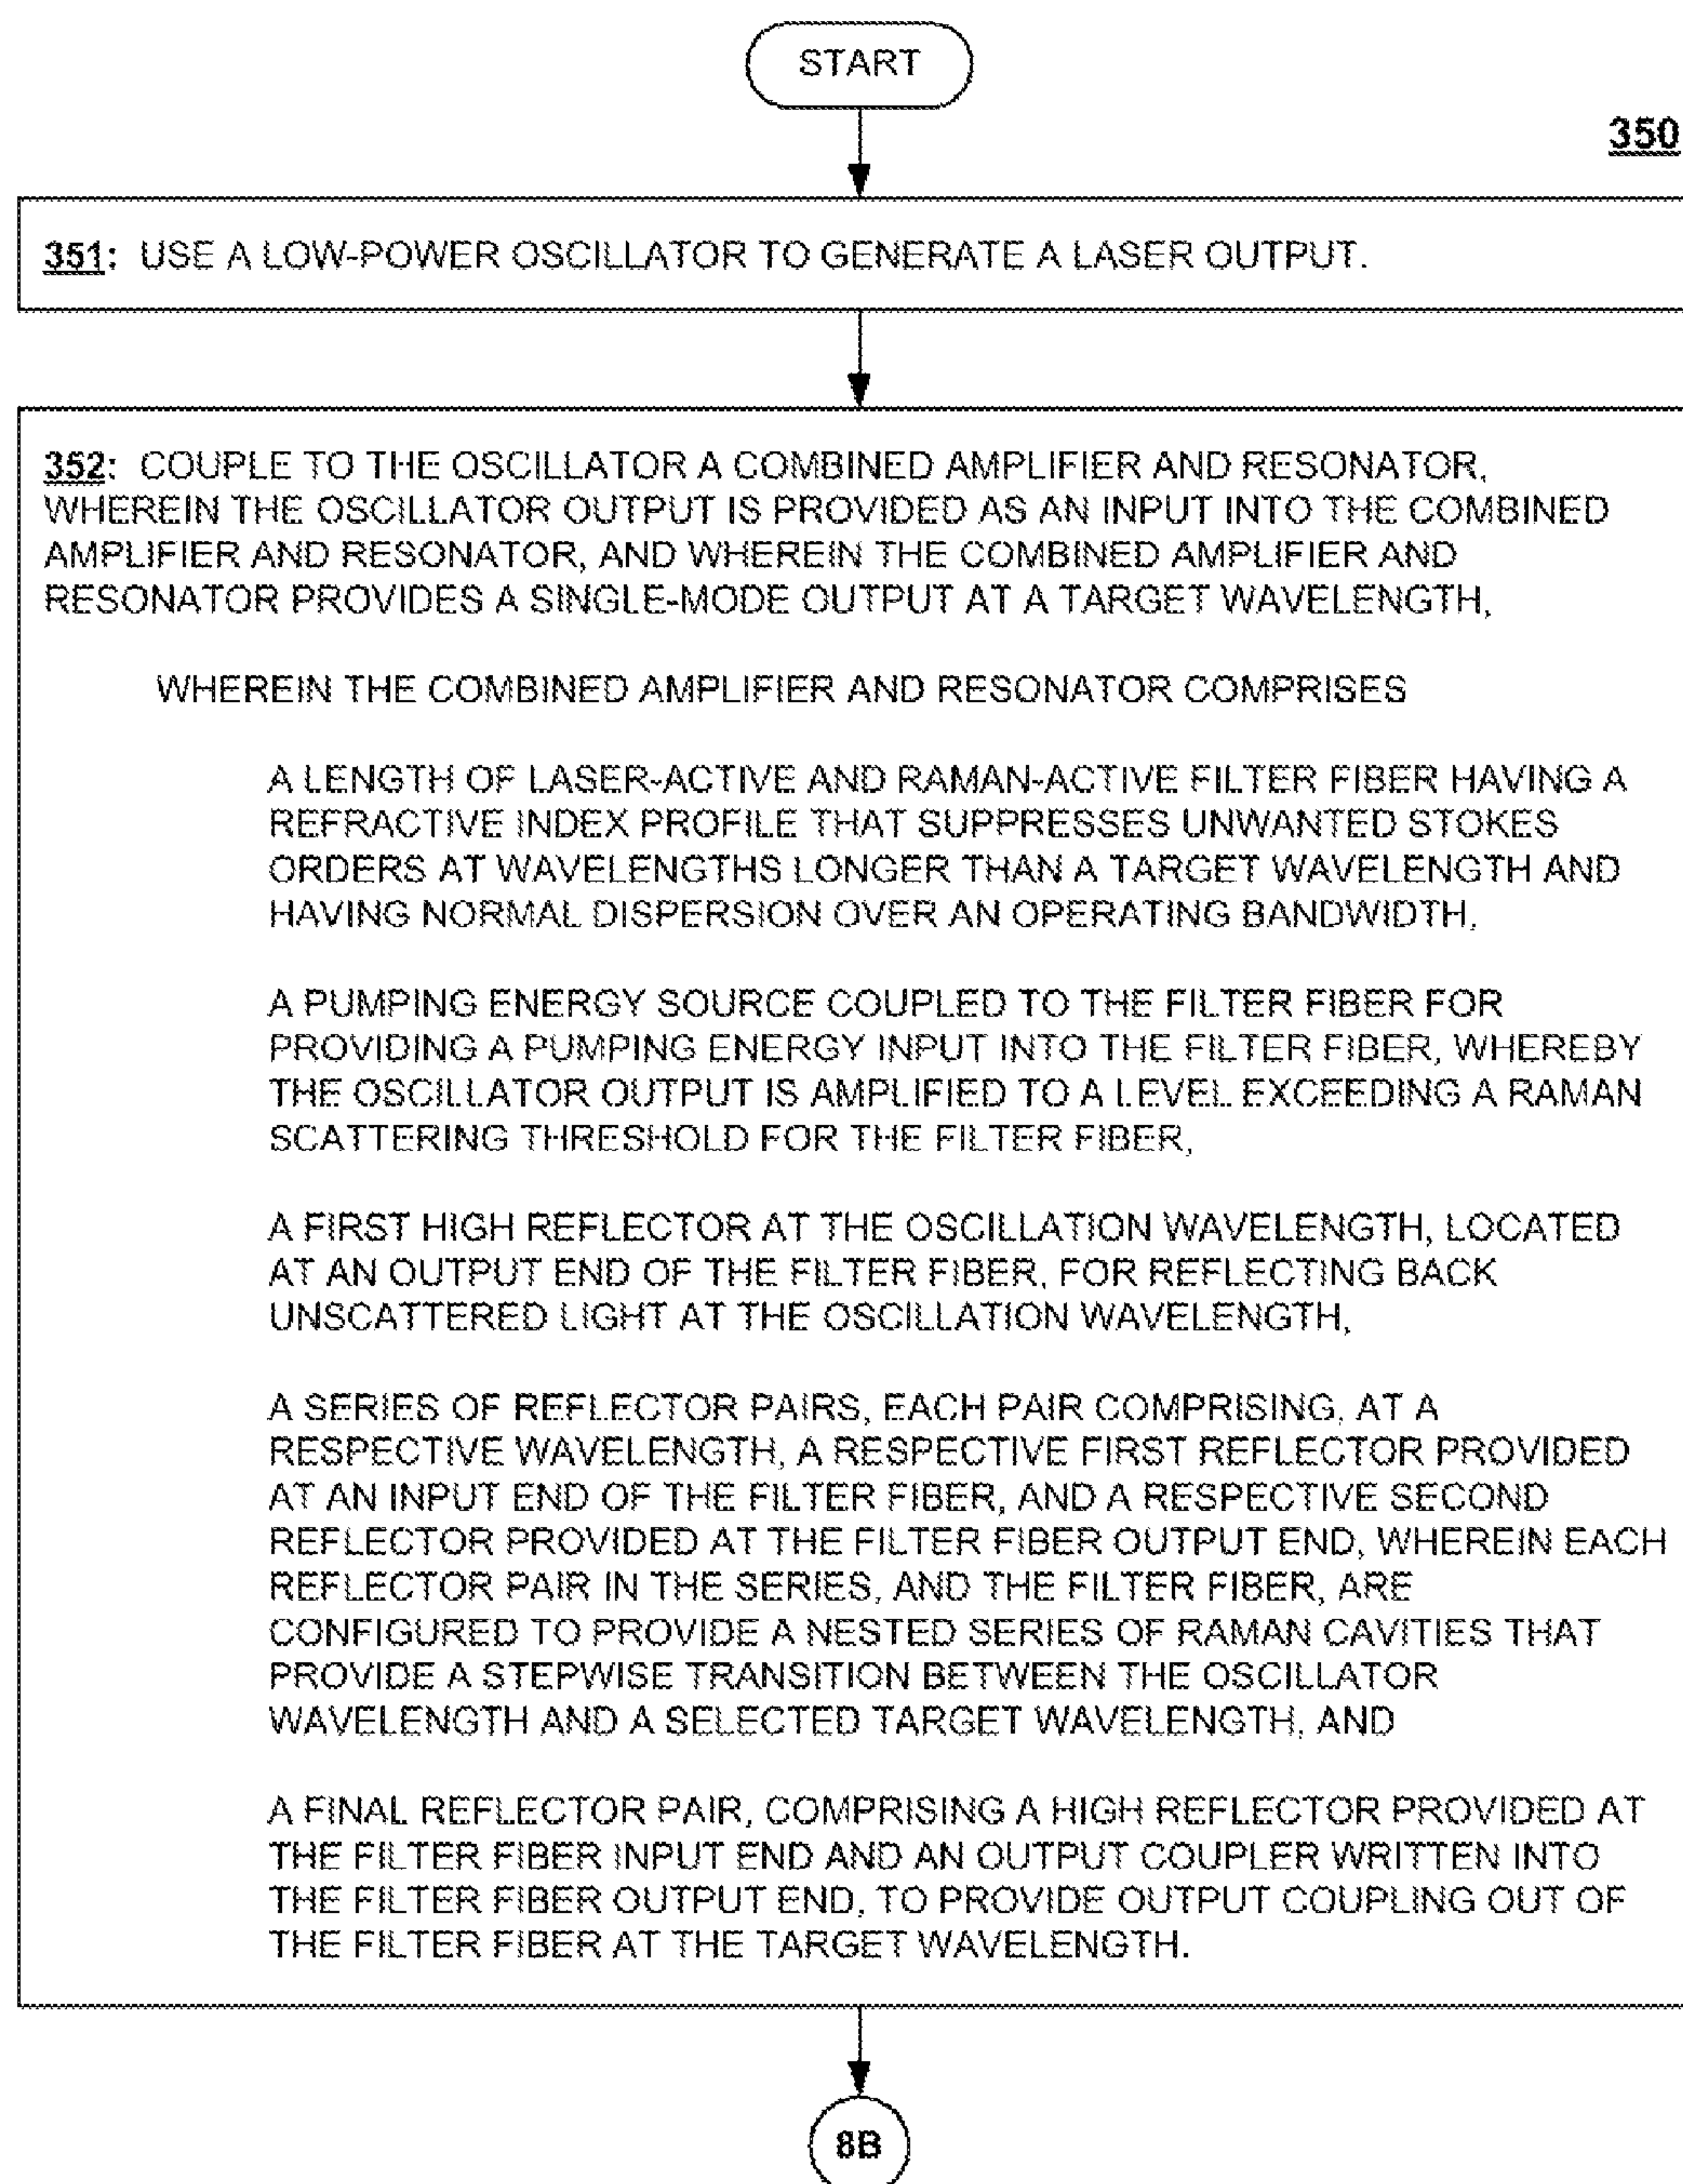 START
350
351: USE A LOW-POWER OSCILLATOR TO GENERATE A LASER OUTPUT.
352: COUPLE TO THE OSCILLATOR A COMBINED AMPLIFIER AND RESONATOR,
WHEREIN THE OSCILLATOR OUTPUT IS PROVIDED AS AN INPUT INTO THE COMBINED
AMPLIFIER AND RESONATOR, AND WHEREIN THE COMBINED AMPLIFIER AND
RESONATOR PROVIDES A SINGLE-MODE OUTPUT AT A TARGET WAVELENGTH,
WHEREIN THE COMBINED AMPLIFIER AND RESONATOR COMPRISES
A LENGTH OF LASER-ACTIVE AND RAMAN-ACTIVE FILTER FIBER HAVING A
REFRACTIVE INDEX PROFILE THAT SUPPRESSES UNWANTED STOKES
ORDERS AT WAVELENGTHS LONGER THAN A TARGET WAVELENGTH AND
HAVING NORMAL DISPERSION OVER AN OPERATING BANDWIDTH,
A PUMPING ENERGY SOURCE COUPLED TO THE FILTER FIBER FOR
PROVIDING A PUMPING ENERGY INPUT INTO THE FILTER FIBER, WHEREBY
THE OSCILLATOR OUTPUT IS AMPLIFIED TO A LEVEL EXCEEDING A RAMAN
SCATTERING THRESHOLD FOR THE FILTER FIBER,
A FIRST HIGH REFLECTOR AT THE OSCILLATION WAVELENGTH, LOCATED
AT AN OUTPUT END OF THE FILTER FIBER, FOR REFLECTING BACK
UNSCATTERED LIGHT AT THE OSCILLATION WAVELENGTH,
A SERIES OF REFLECTOR PAIRS, EACH PAIR COMPRISING, AT A
RESPECTIVE WAVELENGTH, A RESPECTIVE FIRST REFLECTOR PROVIDED
AT AN INPUT END OF THE FILTER FIBER, AND A RESPECTIVE SECOND
REFLECTOR PROVIDED AT THE FILTER FIBER OUTPUT END, WHEREIN EACH
REFLECTOR PAIR IN THE SERIES, AND THE FILTER FIBER, ARE
CONFIGURED TO PROVIDE A NESTED SERIES OF RAMAN CAVITIES THAT
PROVIDE A STEPWISE TRANSITION BETWEEN THE OSCILLATOR
WAVELENGTH AND A SELECTED TARGET WAVELENGTH, AND
A FINAL REFLECTOR PAIR, COMPRISING A HIGH REFLECTOR PROVIDED AT
THE FILTER FIBER INPUT END AND AN OUTPUT COUPLER WRITTEN INTO
THE FILTER FIBER OUTPUT END, TO PROVIDE OUTPUT COUPLING OUT OF
THE FILTER FIBER AT THE TARGET WAVELENGTH.
8B